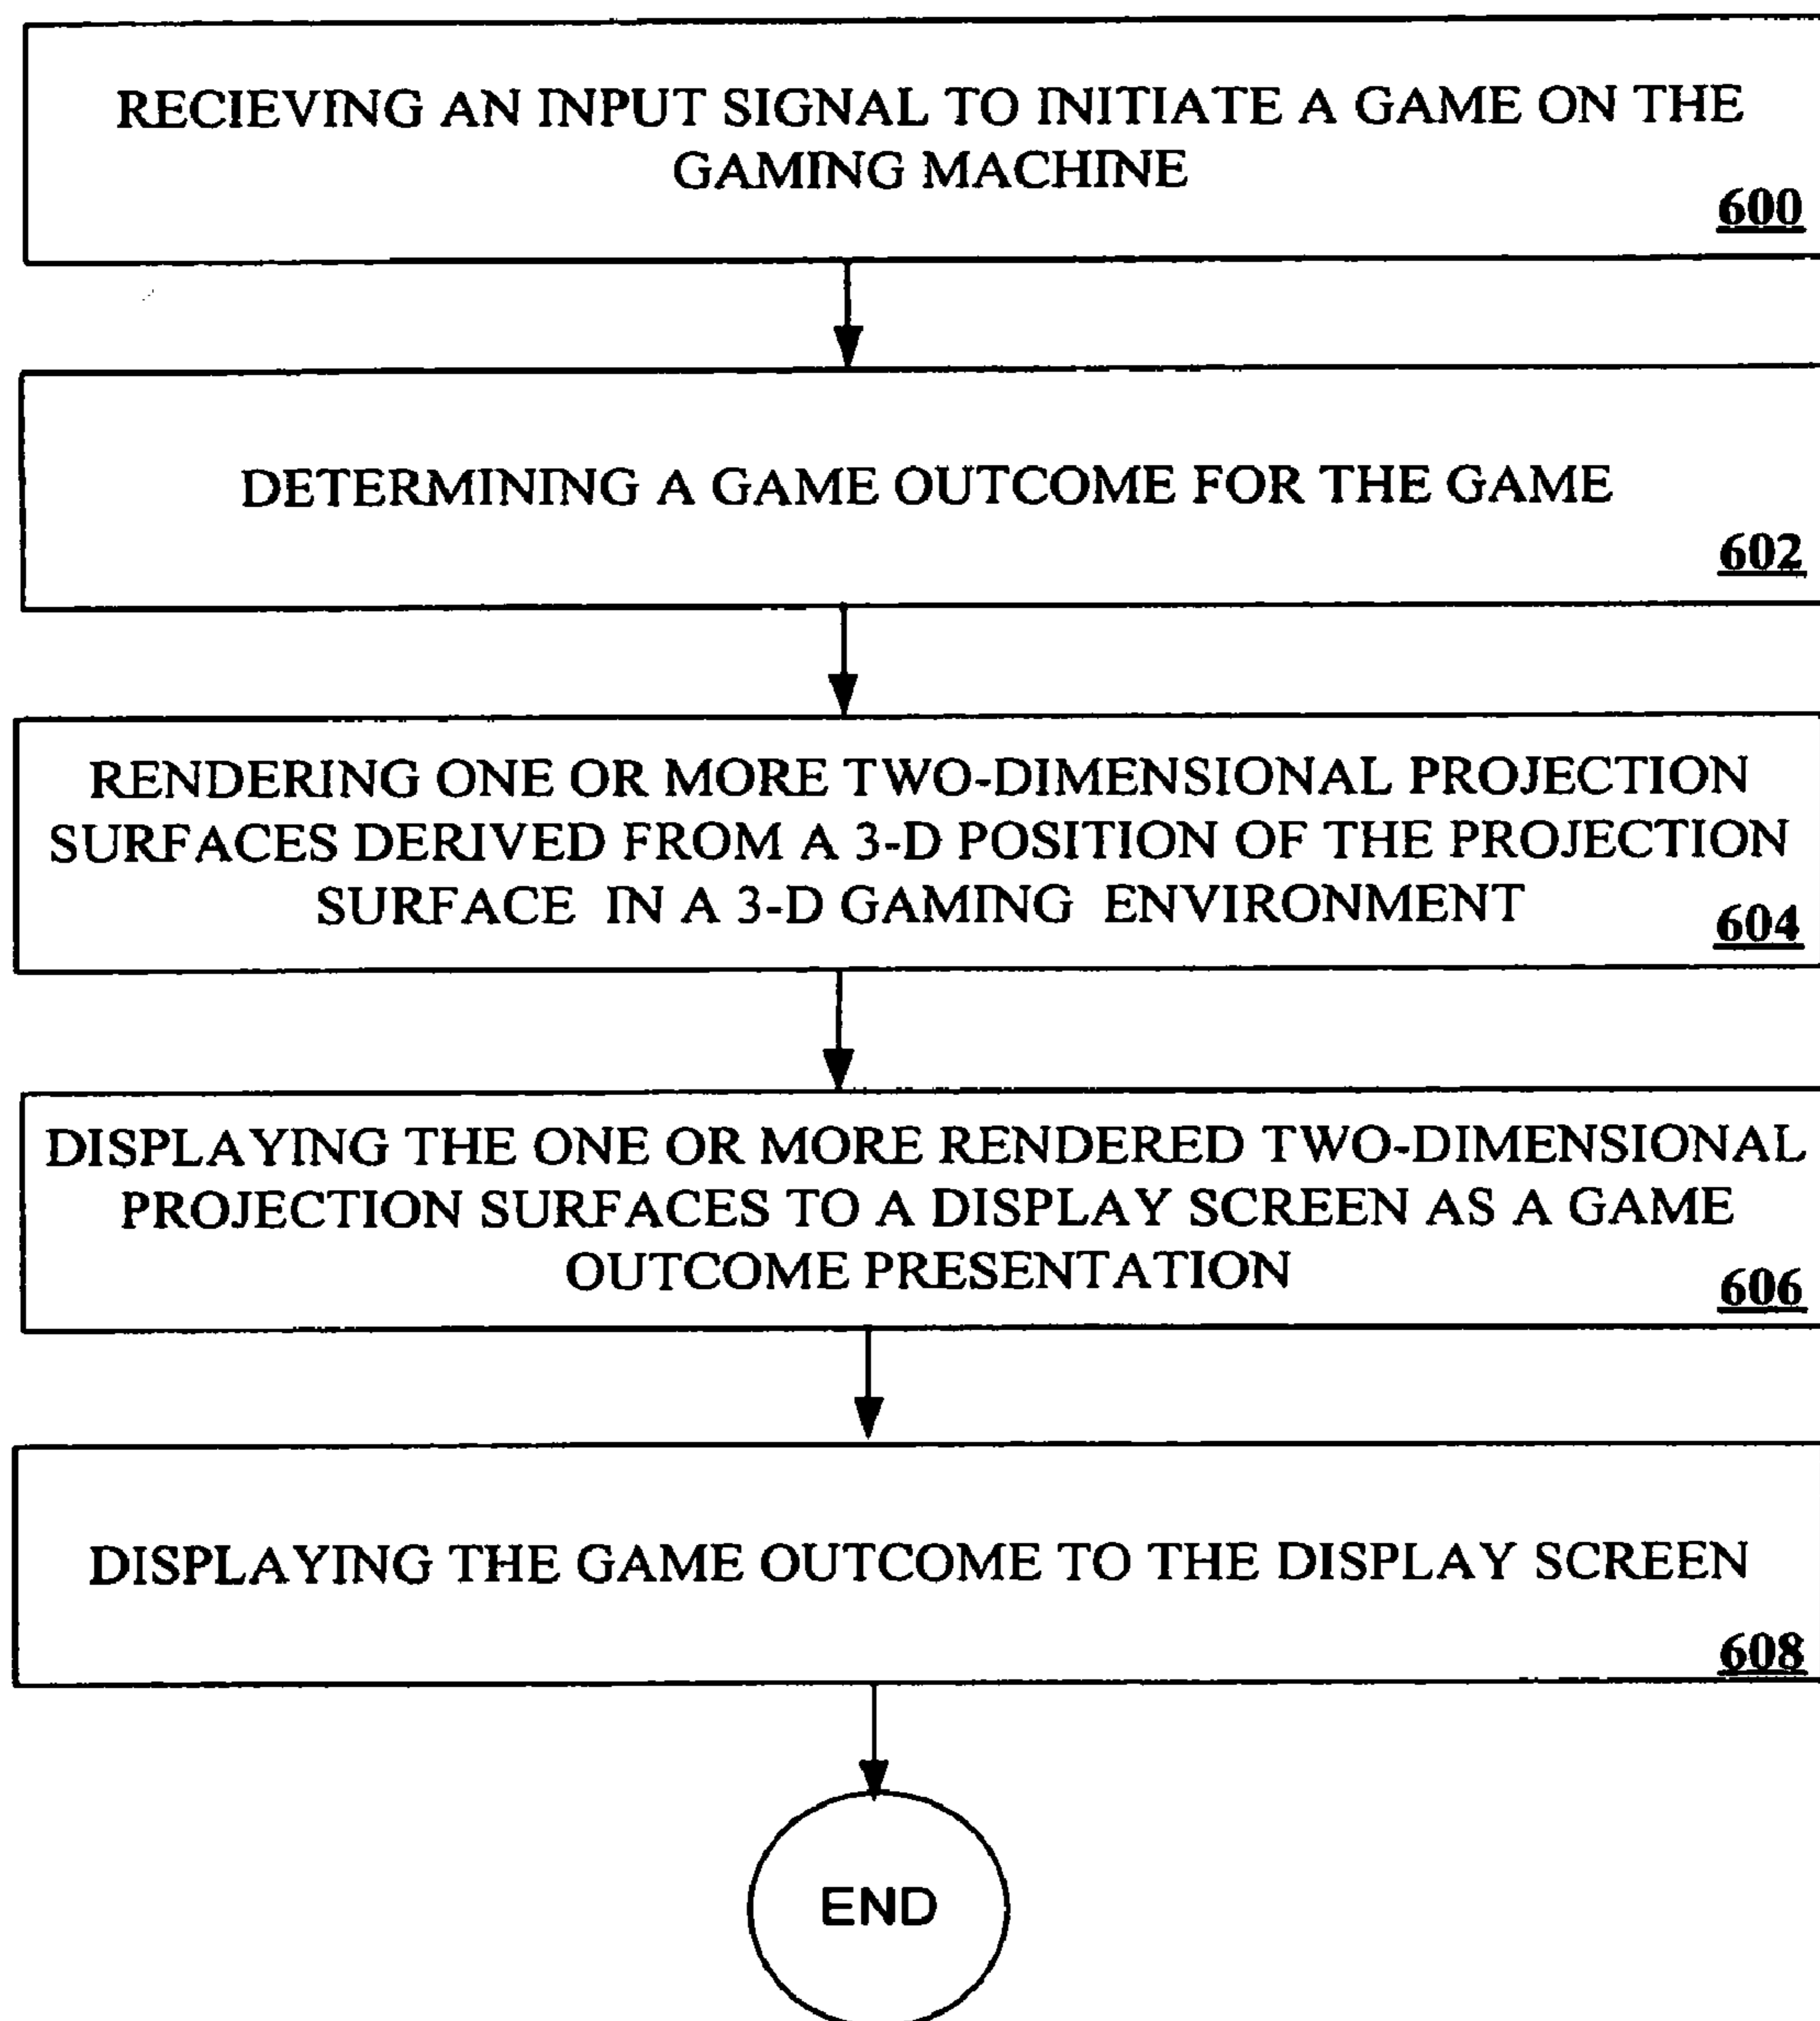 RECIEVING AN INPUT SIGNAL TO INITIATE A GAME ON THE
GAMING MACHINE
600
DETERMINING A GAME OUTCOME FOR THE GAME
602
RENDERING ONE OR MORE TWO-DIMENSIONAL PROJECTION
SURFACES DERIVED FROM A 3-D POSITION OF THE PROJECTION
SURFACE IN A 3-D GAMING ENVIRONMENT
604
DISPLAYING THE ONE OR MORE RENDERED TWO-DIMENSIONAL
PROJECTION SURFACES TO A DISPLAY SCREEN AS A GAME
OUTCOME PRESENTATION
606
DISPLAYING THE GAME OUTCOME TO THE DISPLAY SCREEN
608
END